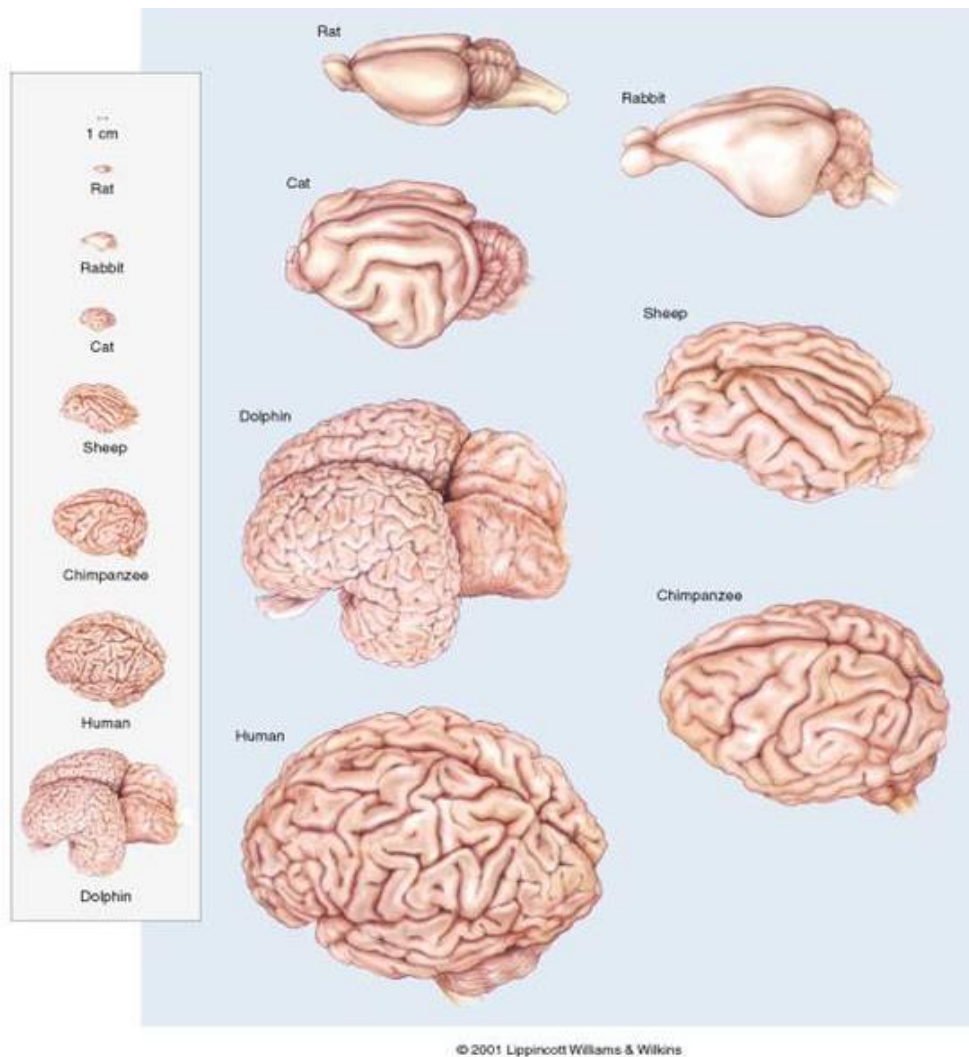 1 cm
Rat
Rabbit
Cat
Sheep
Chimpanzee
Human
Dolphin
Rat
Rabbit
Cat
Sheep
Dolphin
Chimpanzee
Human
© 2001 Lippincott Williams & Wilkins